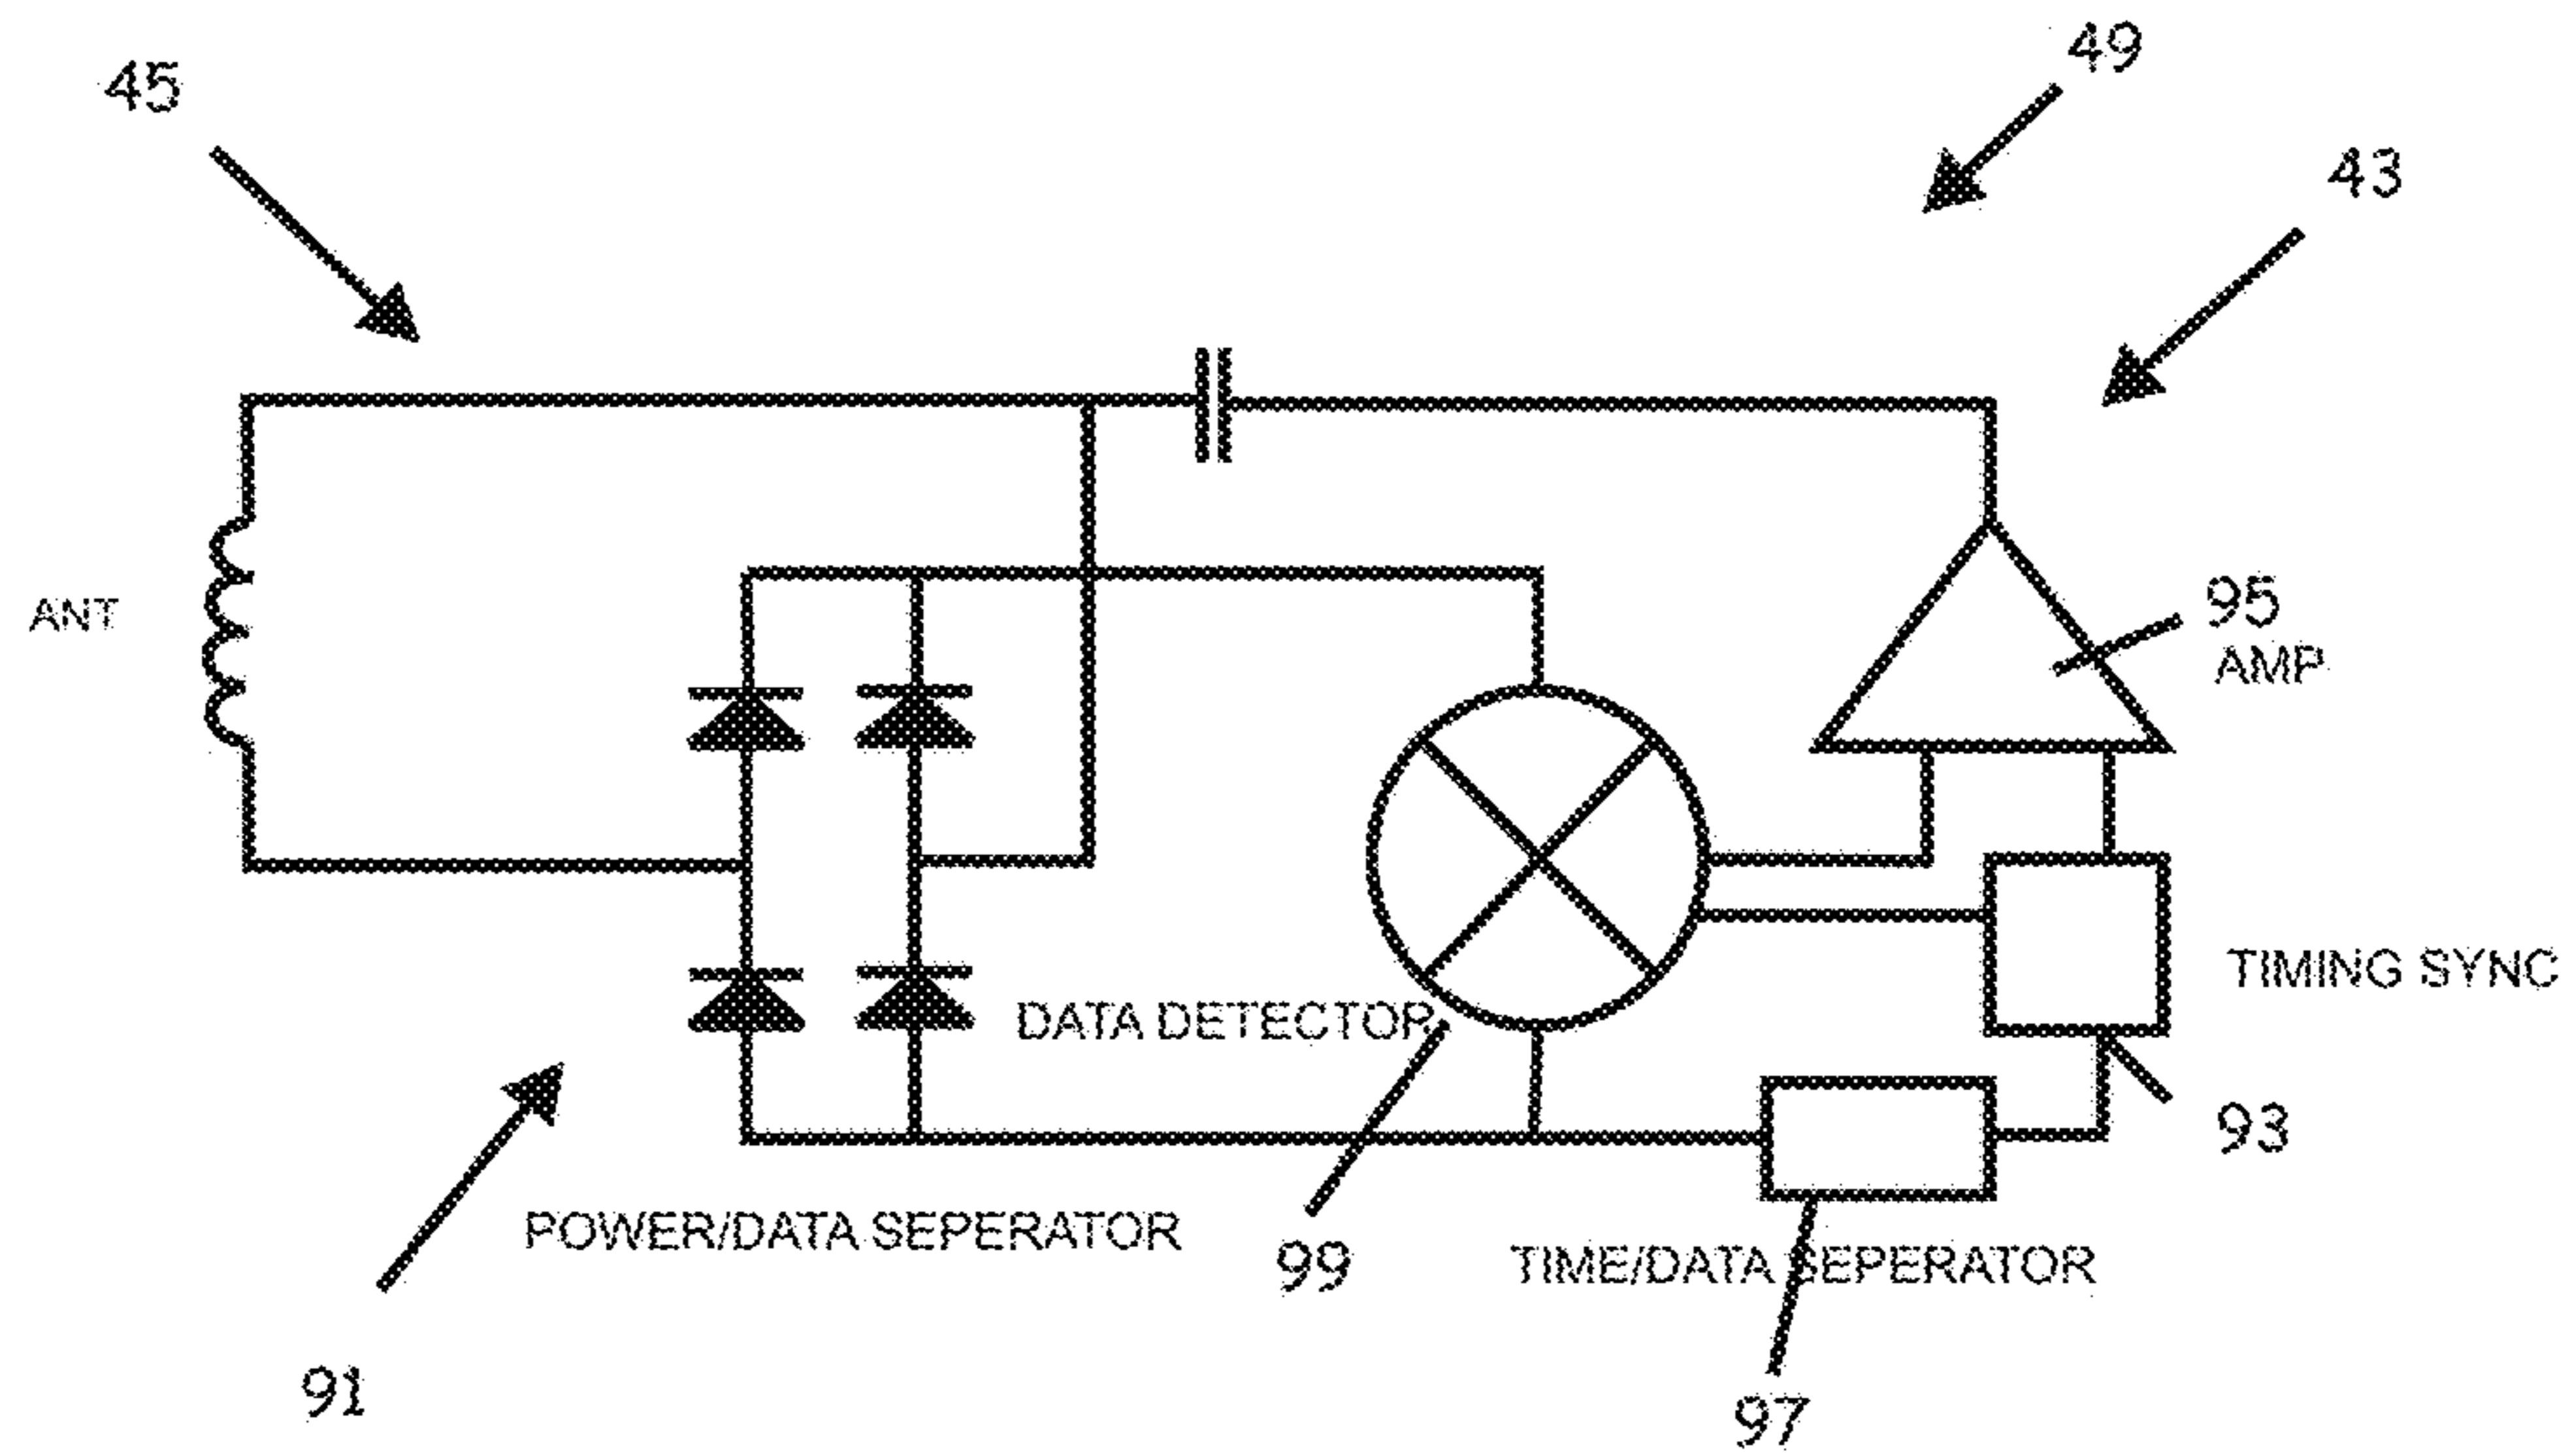 49
45
43
95
ANT
AMP
TIMING SYNC
DATA DETECTOR
93
POWER/DATA SEPERATOR
99
TIME/DATA SEPERATOR
91
97